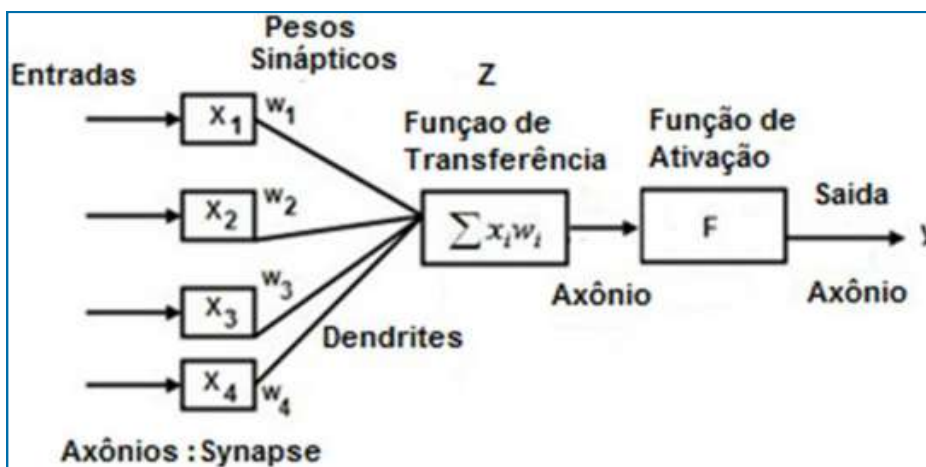 Pesos
Sinápticos
Entradas
Z
X1 w1
Funçao de
Transferência
Função de
Ativação
X2 w2
∑ xiwi
F
Saida
y
X3 w3
Axônio
Axônio
Dendrites
X4 w4
Axônios : Synapse